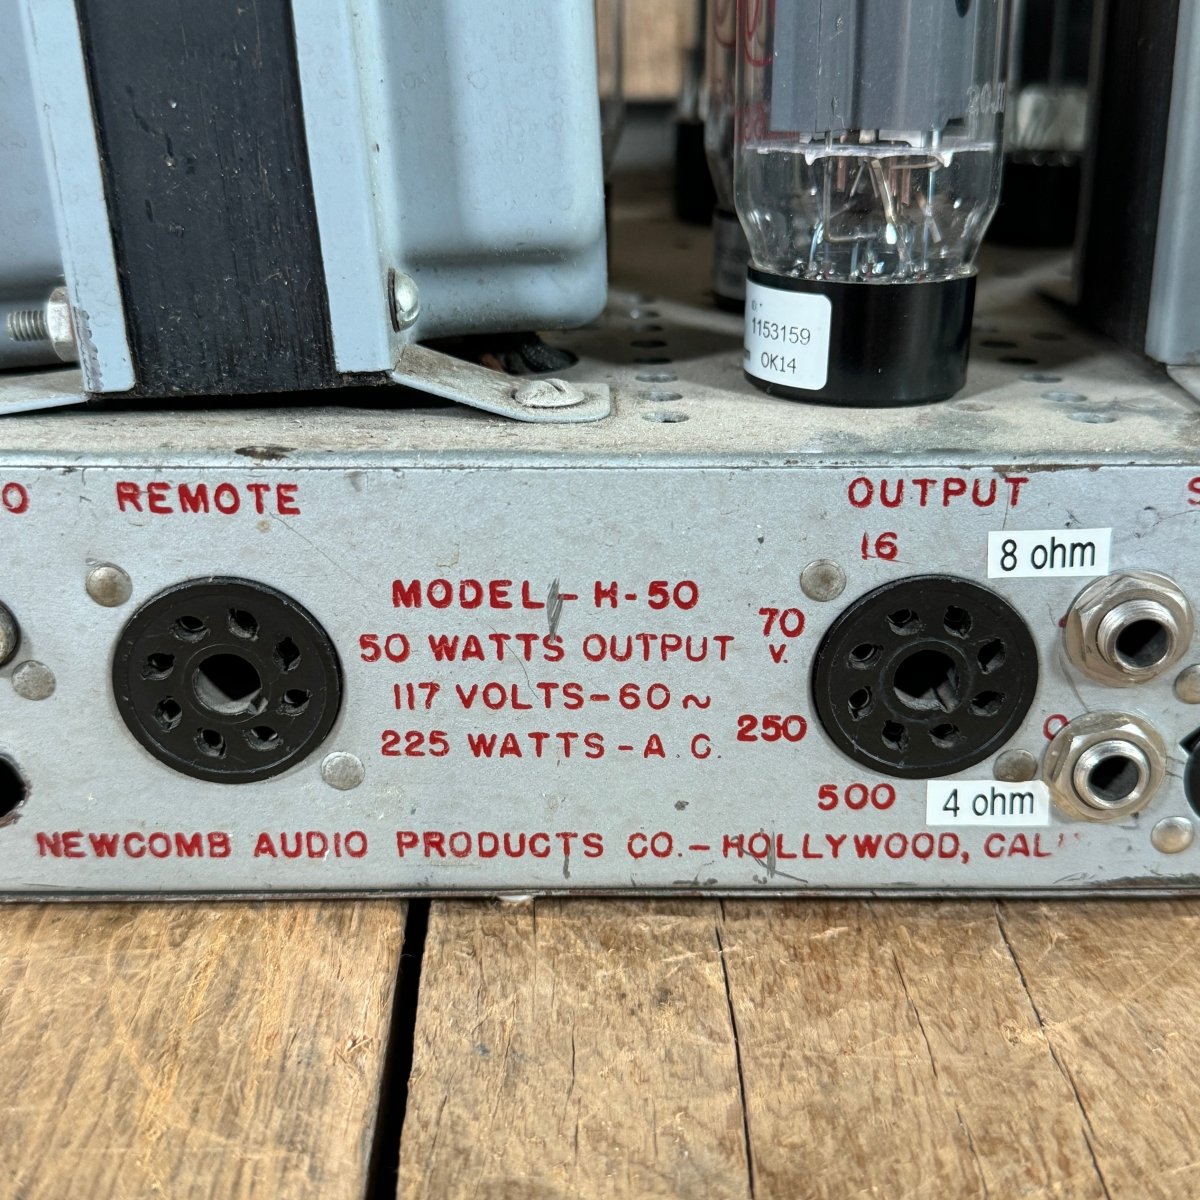 1153159
OK14
REMOTE
OUTPUT
16
8 ohm
MODEL - H-50
50 WATTS OUTPUT
117 VOLTS-60~
225 WATTS-A.C.
70
V.
250
500
4 ohm
NEWCOMB AUDIO PRODUCTS CO.- HOLLYWOOD,